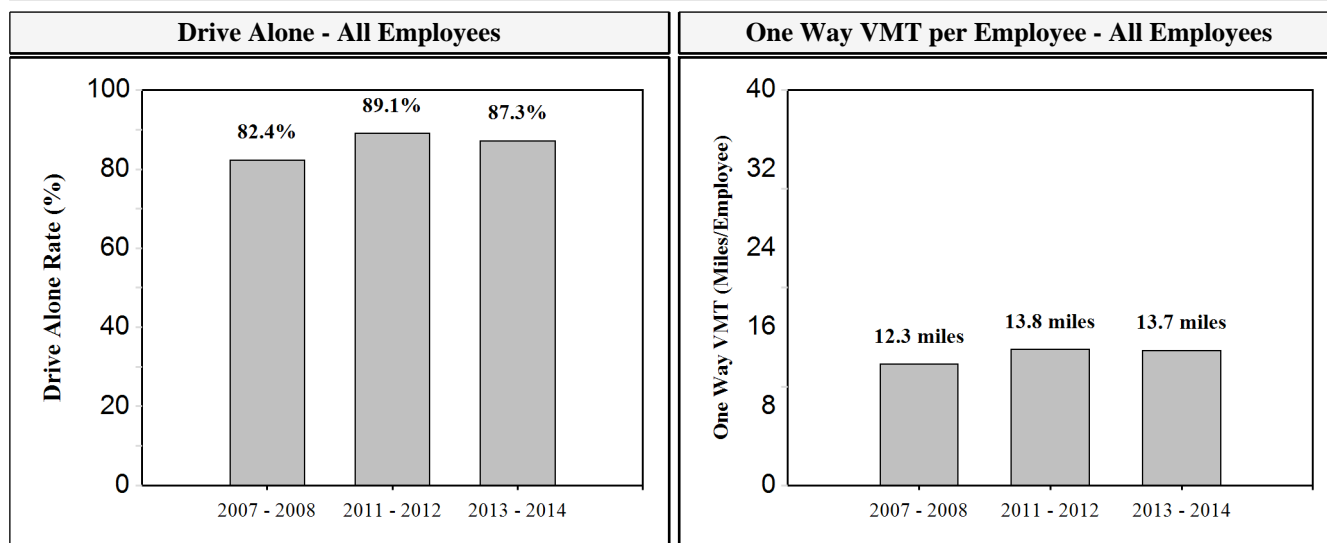 Drive Alone - All Employees
One Way VMT per Employee - All Employees
Drive Alone Rate (%)
100
80
60
40
20
0
82.4%
89.1%
87.3%
2007 - 2008
2011 - 2012
2013 - 2014
One Way VMT (Miles/Employee)
40
32
24
16
8
0
12.3 miles
13.8 miles
13.7 miles
2007 - 2008
2011 - 2012
2013 - 2014